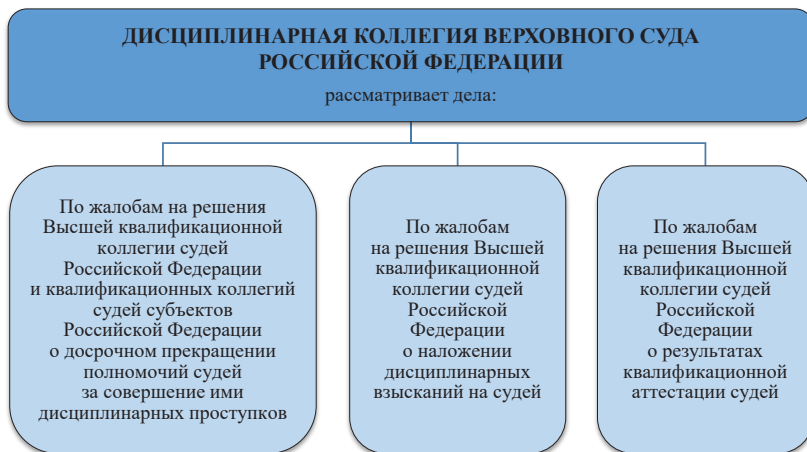 ДИСЦИПЛИНАРНАЯ КОЛЛЕГИЯ ВЕРХОВНОГО СУДА
РОССИЙСКОЙ ФЕДЕРАЦИИ
рассматривает дела:
По жалобам на решения
Высшей квалификационной
коллегии судей
Российской Федерации
и квалификационных коллегий
судей субъектов
Российской Федерации
о досрочном прекращении
полномочий судей
за совершение ими
дисциплинарных проступков
По жалобам
на решения Высшей
квалификационной
коллегии судей
Российской
Федерации
о наложении
дисциплинарных
взысканий на судей
По жалобам
на решения Высшей
квалификационной
коллегии судей
Российской
Федерации
о результатах
квалификационной
аттестации судей